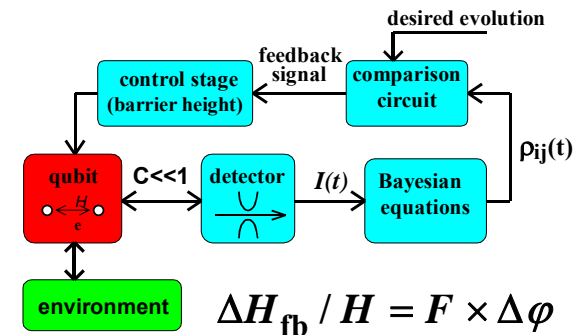 desired evolution
feedback
signal
control stage
(barrier height)
comparison
circuit
ρij(t)
qubit
H
e
C<<1
detector
I(t)
Bayesian
equations
environment
ΔHfb / H = F × Δφ